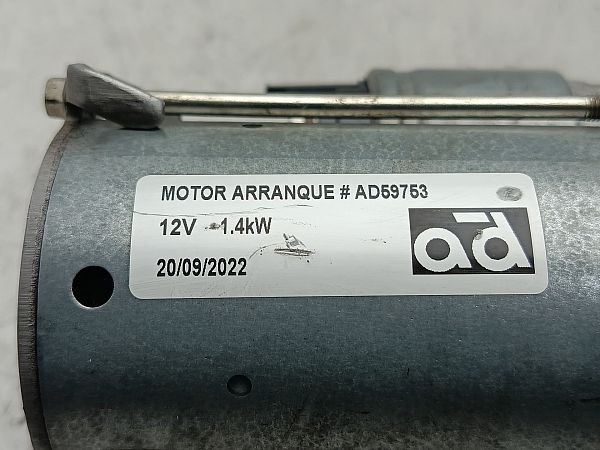 MOTOR ARRANQUE # AD59753
12V 1.4kW
20/09/2022
ad